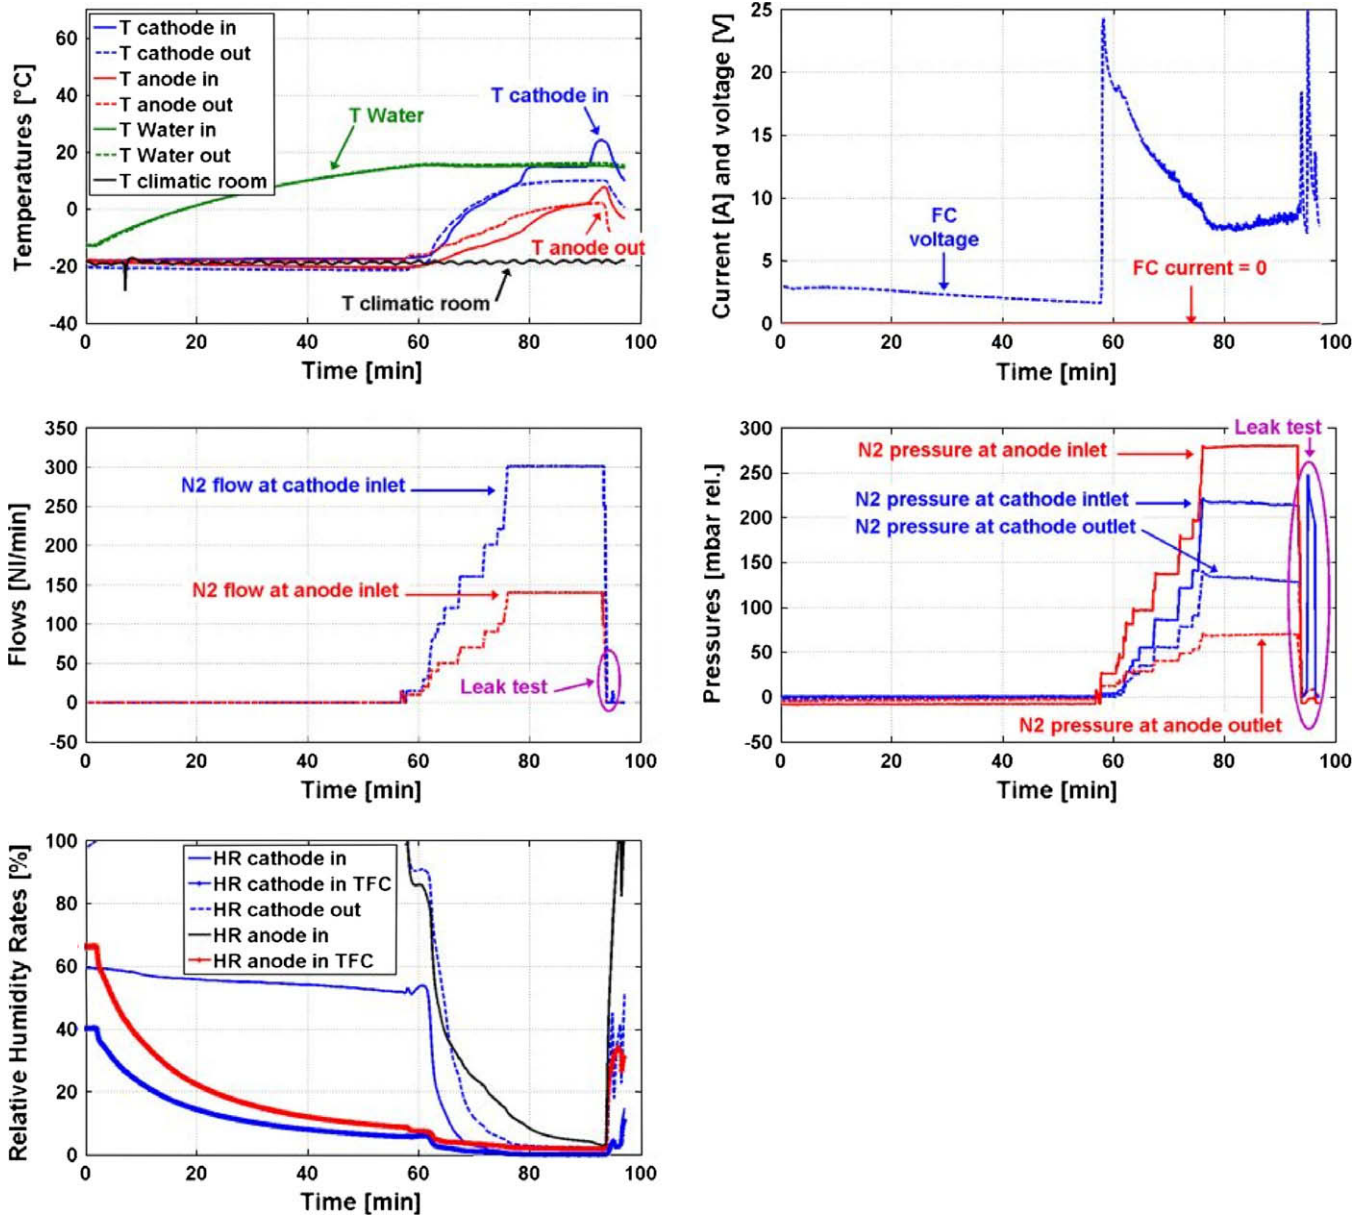 T cathode in
T cathode out
T anode in
T anode out
T Water in
T Water out
T climatic room
T Water
T cathode in
T anode out
T climatic room
Temperatures [°C]
60
40
20
0
-20
-40
0 20 40 60 80 100
Time [min]
Current [A] and voltage [V]
25
20
15
10
5
0
FC
voltage
FC current = 0
0 20 40 60 80 100
Time [min]
Flows [Nl/min]
350
300
250
200
150
100
50
0
-50
N2 flow at cathode inlet
N2 flow at anode inlet
Leak test
0 20 40 60 80 100
Time [min]
Pressures [mbar rel.]
300
250
200
150
100
50
0
-50
Leak test
N2 pressure at anode inlet
N2 pressure at cathode intlet
N2 pressure at cathode outlet
N2 pressure at anode outlet
0 20 40 60 80 100
Time [min]
Relative Humidity Rates [%]
100
80
60
40
20
0
HR cathode in
HR cathode in TFC
HR cathode out
HR anode in
HR anode in TFC
0 20 40 60 80 100
Time [min]